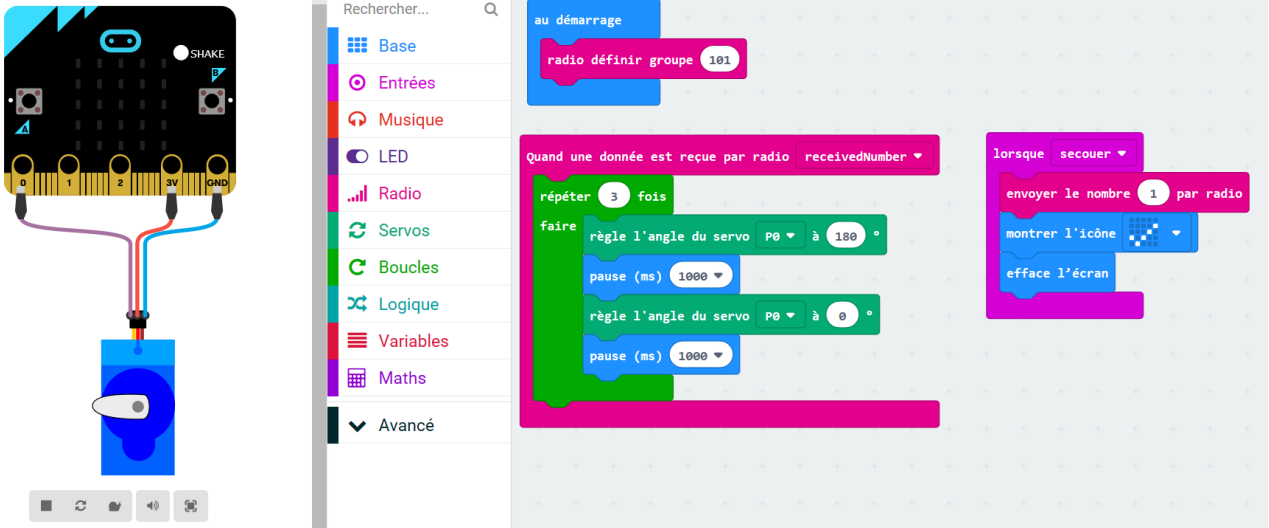 SHAKE
B
A
0
1
2
3V
GND
Rechercher...
Base
Entrées
Musique
LED
Radio
Servos
Boucles
Logique
Variables
Maths
Avancé
au démarrage
radio définir groupe 101
Quand une donnée est reçue par radio receivedNumber
répéter 3 fois
faire
règle l'angle du servo P0 à 180 °
pause (ms) 1000
règle l'angle du servo P0 à 0 °
pause (ms) 1000
lorsque secouer
envoyer le nombre 1 par radio
montrer l'icône
efface l’écran